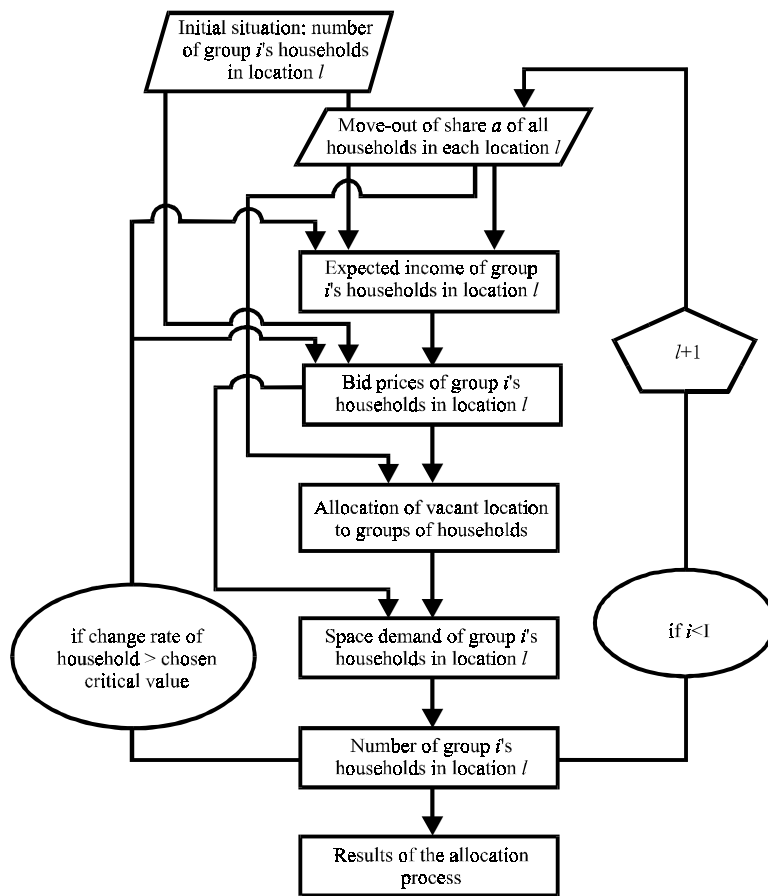 Initial situation: number
of group i's households
in location l
Move-out of share a of all
households in each location l
Expected income of group
i's households in location l
l+1
Bid prices of group i's
households in location l
Allocation of vacant location
to groups of households
if change rate of
household > chosen
critical value
Space demand of group i's
households in location l
if i<I
Number of group i's
households in location l
Results of the allocation
process